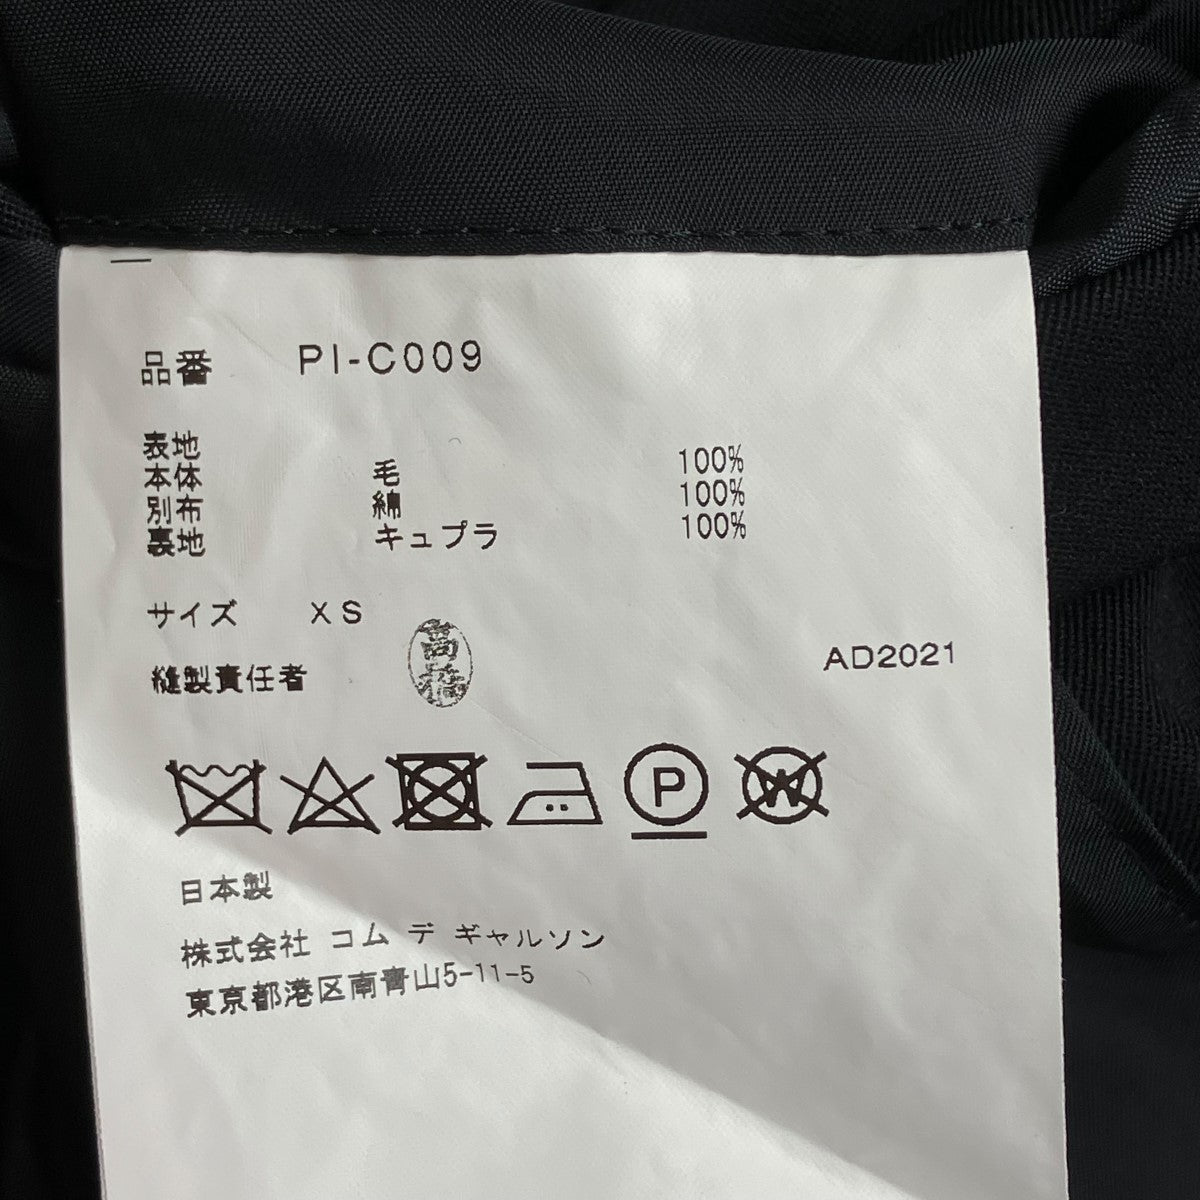 品番 PI-C009
表地
本体 毛 100%
別布 綿 100%
裏地 キュプラ 100%
サイズ XS
縫製責任者 高橋
AD2021
P W
日本製
株式会社 コム デ ギャルソン
東京都港区南青山5-11-5